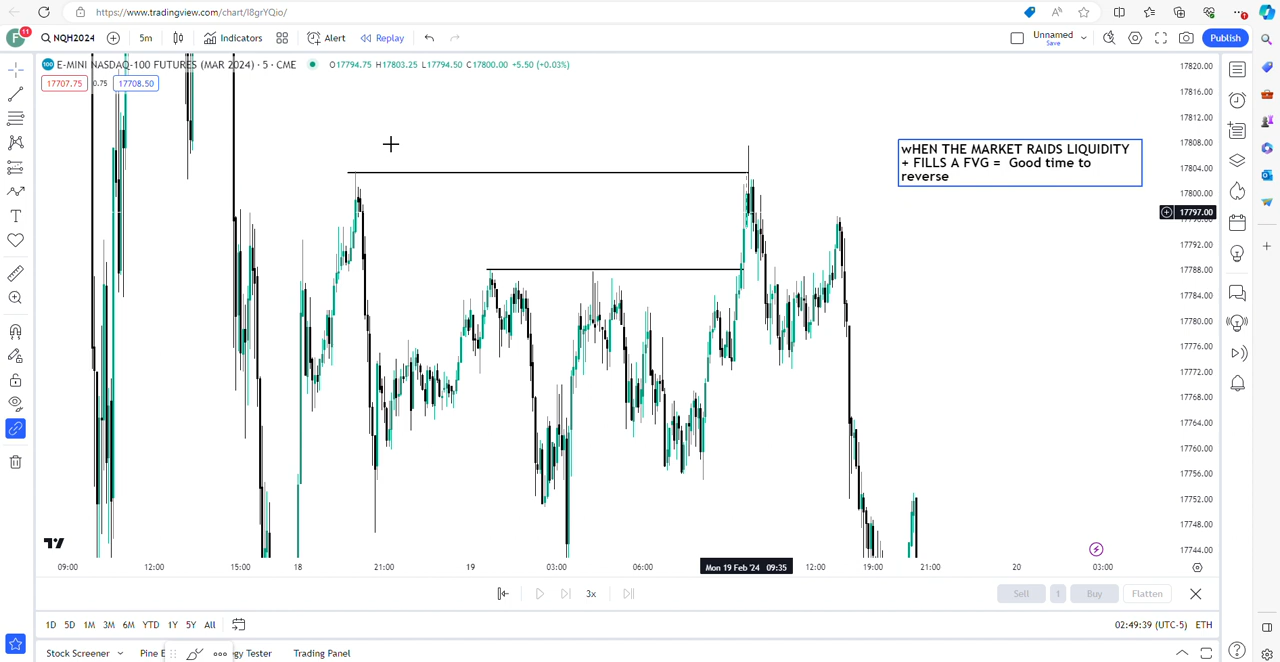 https://www.tradingview.com/chart/I8grYQio/
F 11 NQH2024 5m Indicators Alert Replay Unnamed Save Publish
100 E-MINI NASDAQ-100 FUTURES (MAR 2024) · 5 · CME O17794.75 H17803.25 L17794.50 C17800.00 +5.50 (+0.03%)
17707.75 0.75 17708.50
wHEN THE MARKET RAIDS LIQUIDITY
+ FILLS A FVG = Good time to
reverse
17820.00
17816.00
17812.00
17808.00
17804.00
17800.00
17797.00
17792.00
17788.00
17784.00
17780.00
17776.00
17772.00
17768.00
17764.00
17760.00
17756.00
17752.00
17748.00
17744.00
09:00 12:00 15:00 18 21:00 19 03:00 06:00 Mon 19 Feb '24 09:35 12:00 19:00 21:00 20 03:00
3x Sell 1 Buy Flatten
1D 5D 1M 3M 6M YTD 1Y 5Y All 02:49:39 (UTC-5) ETH
Stock Screener Pine E gy Tester Trading Panel